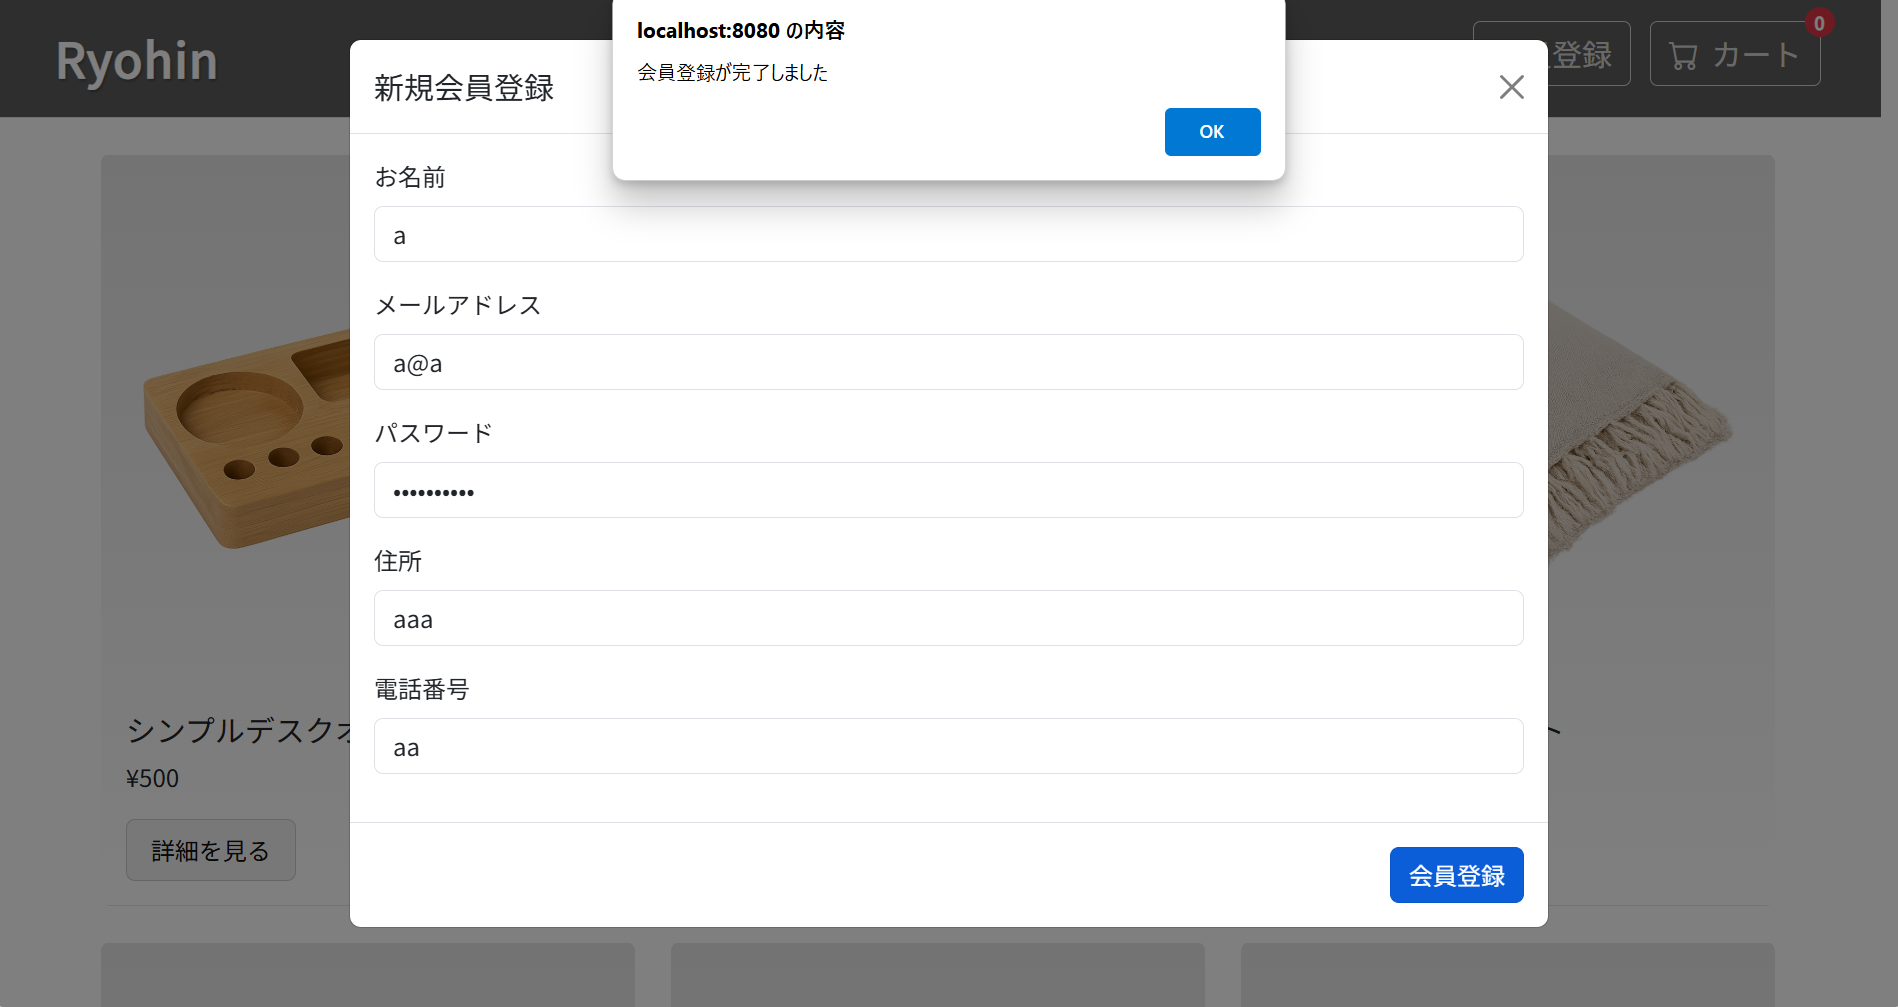 localhost:8080 の内容
会員登録が完了しました
OK
Ryohin
登録
カート
0
新規会員登録
お名前
a
メールアドレス
a@a
パスワード
••••••••••
住所
aaa
電話番号
aa
会員登録
シンプルデスク
¥500
詳細を見る